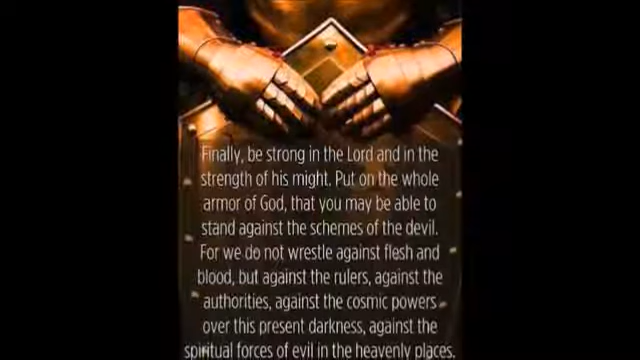 Finally, be strong in the Lord and in the
strength of his might. Put on the whole
armor of God, that you may be able to
stand against the schemes of the devil.
For we do not wrestle against flesh and
blood, but against the rulers, against the
authorities, against the cosmic powers
over this present darkness, against the
spiritual forces of evil in the heavenly places.